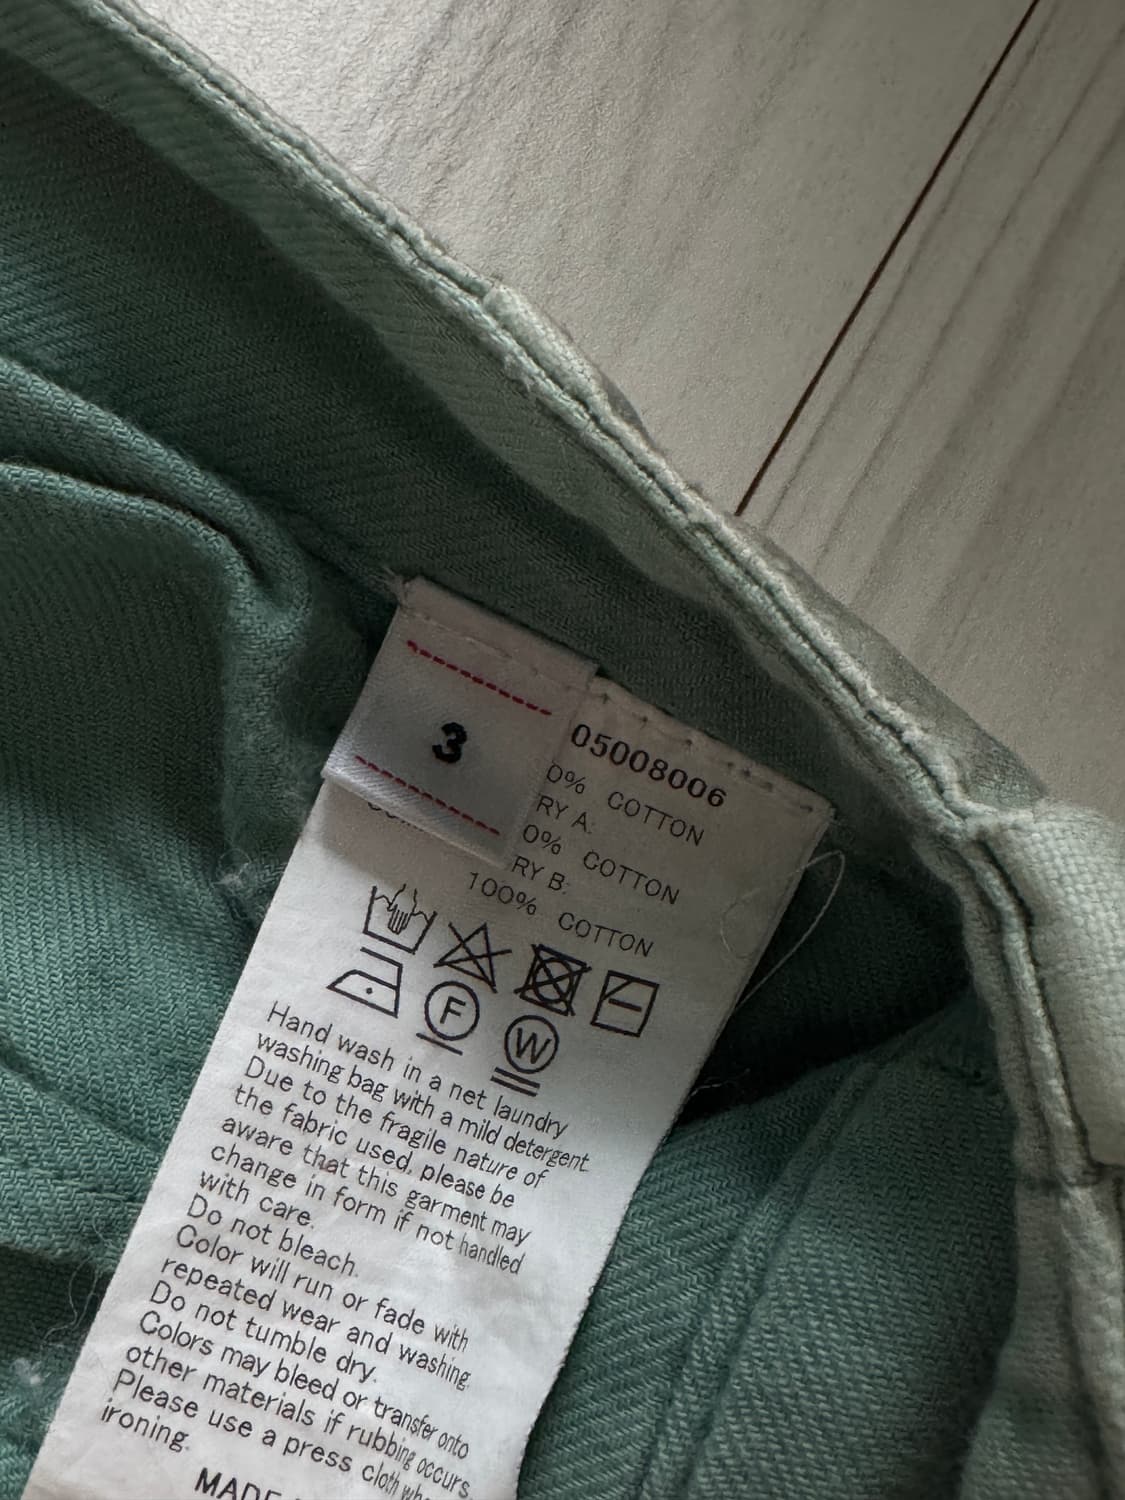 3
05008006
0% COTTON
RY A:
0% COTTON
RY B:
100% COTTON
F
W
Hand wash in a net laundry
washing bag with a mild detergent.
Due to the fragile nature of
the fabric used, please be
aware that this garment may
change in form if not handled
with care.
Do not bleach.
Color will run or fade with
repeated wear and washing.
Do not tumble dry.
Colors may bleed or transfer onto
other materials if rubbing occurs.
Please use a press cloth
ironing.
MADE